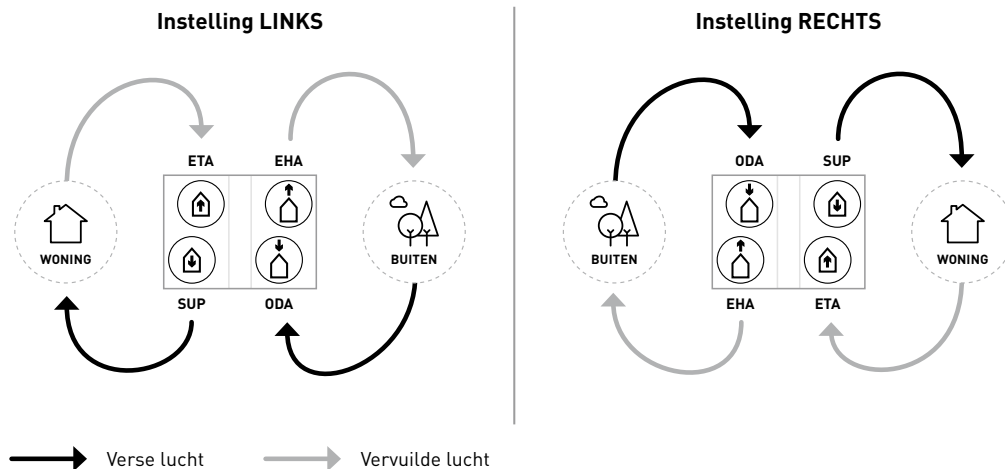 Instelling LINKS
ETA EHA
WONING
BUITEN
SUP ODA
Instelling RECHTS
ODA SUP
BUITEN
WONING
EHA ETA
Verse lucht
Vervuilde lucht